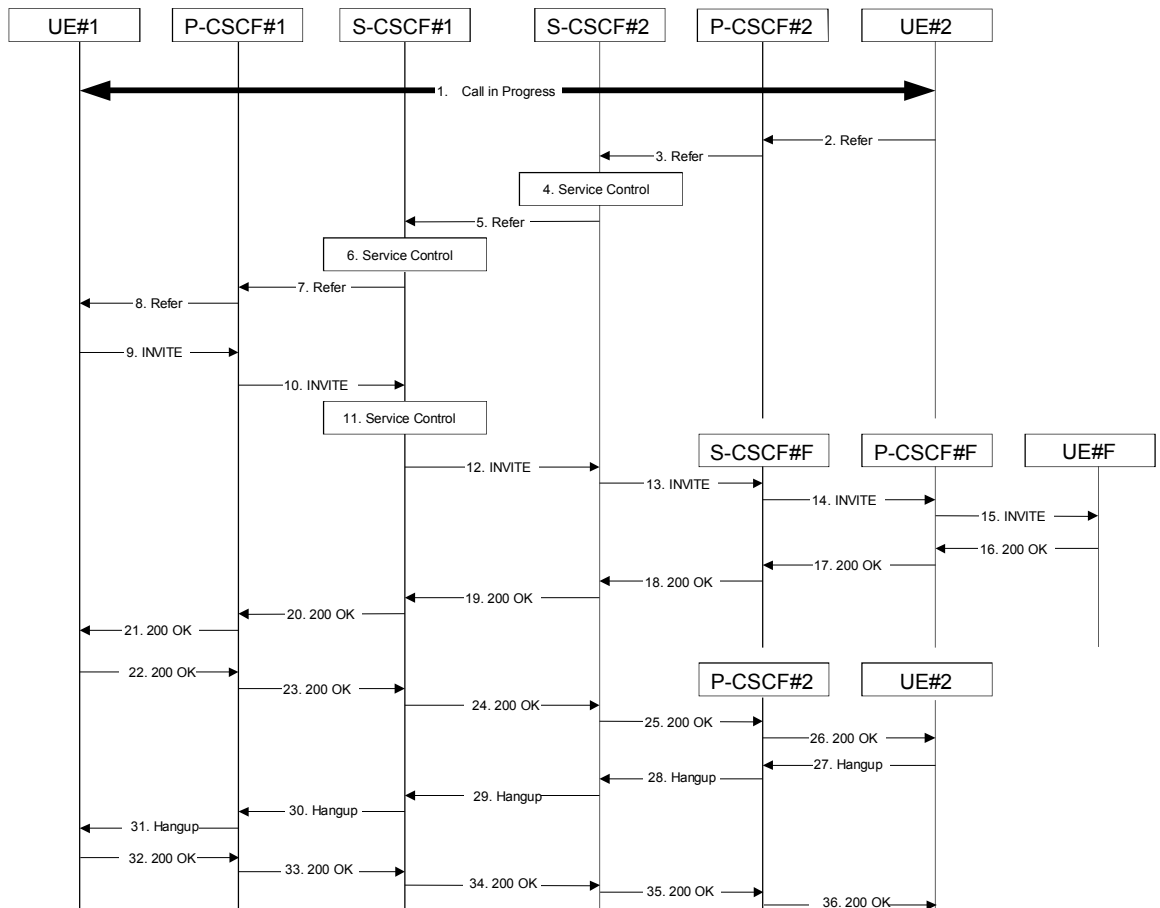 UE#1
P-CSCF#1
S-CSCF#1
S-CSCF#2
P-CSCF#2
UE#2
1. Call in Progress
2. Refer
3. Refer
4. Service Control
5. Refer
6. Service Control
7. Refer
8. Refer
9. INVITE
10. INVITE
11. Service Control
S-CSCF#F
P-CSCF#F
UE#F
12. INVITE
13. INVITE
14. INVITE
15. INVITE
16. 200 OK
17. 200 OK
18. 200 OK
19. 200 OK
20. 200 OK
21. 200 OK
22. 200 OK
P-CSCF#2
UE#2
23. 200 OK
24. 200 OK
25. 200 OK
26. 200 OK
27. Hangup
28. Hangup
29. Hangup
30. Hangup
31. Hangup
32. 200 OK
33. 200 OK
34. 200 OK
35. 200 OK
36. 200 OK